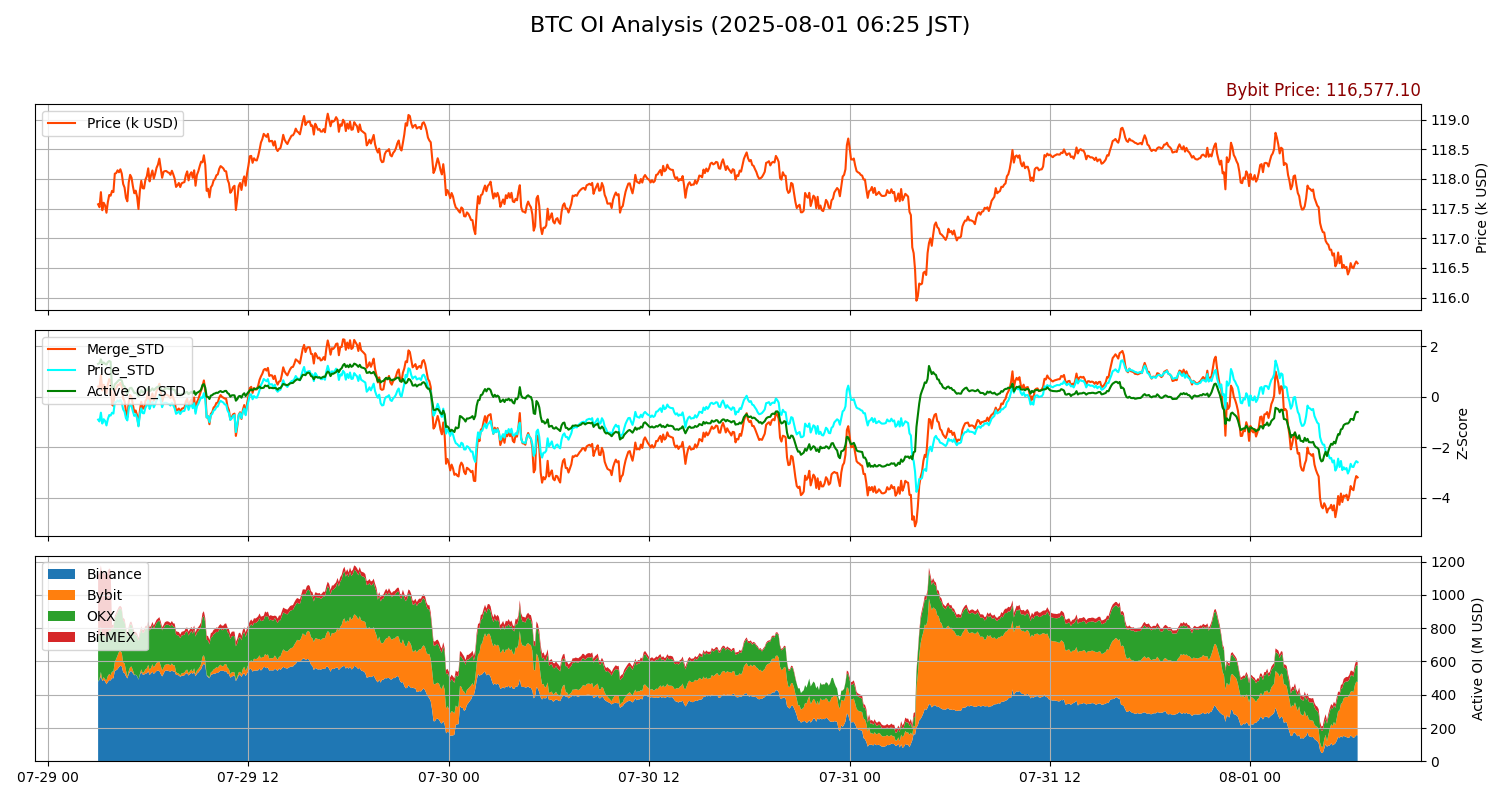 BTC OI Analysis (2025-08-01 06:25 JST)
Bybit Price: 116,577.10
Price (k USD)
119.0
118.5
118.0
117.5
117.0
116.5
116.0
Price (k USD)
Merge_STD
Price_STD
Active_OI_STD
2
0
−2
−4
Z-Score
Binance
Bybit
OKX
BitMEX
1200
1000
800
600
400
200
0
Active OI (M USD)
07-29 00
07-29 12
07-30 00
07-30 12
07-31 00
07-31 12
08-01 00